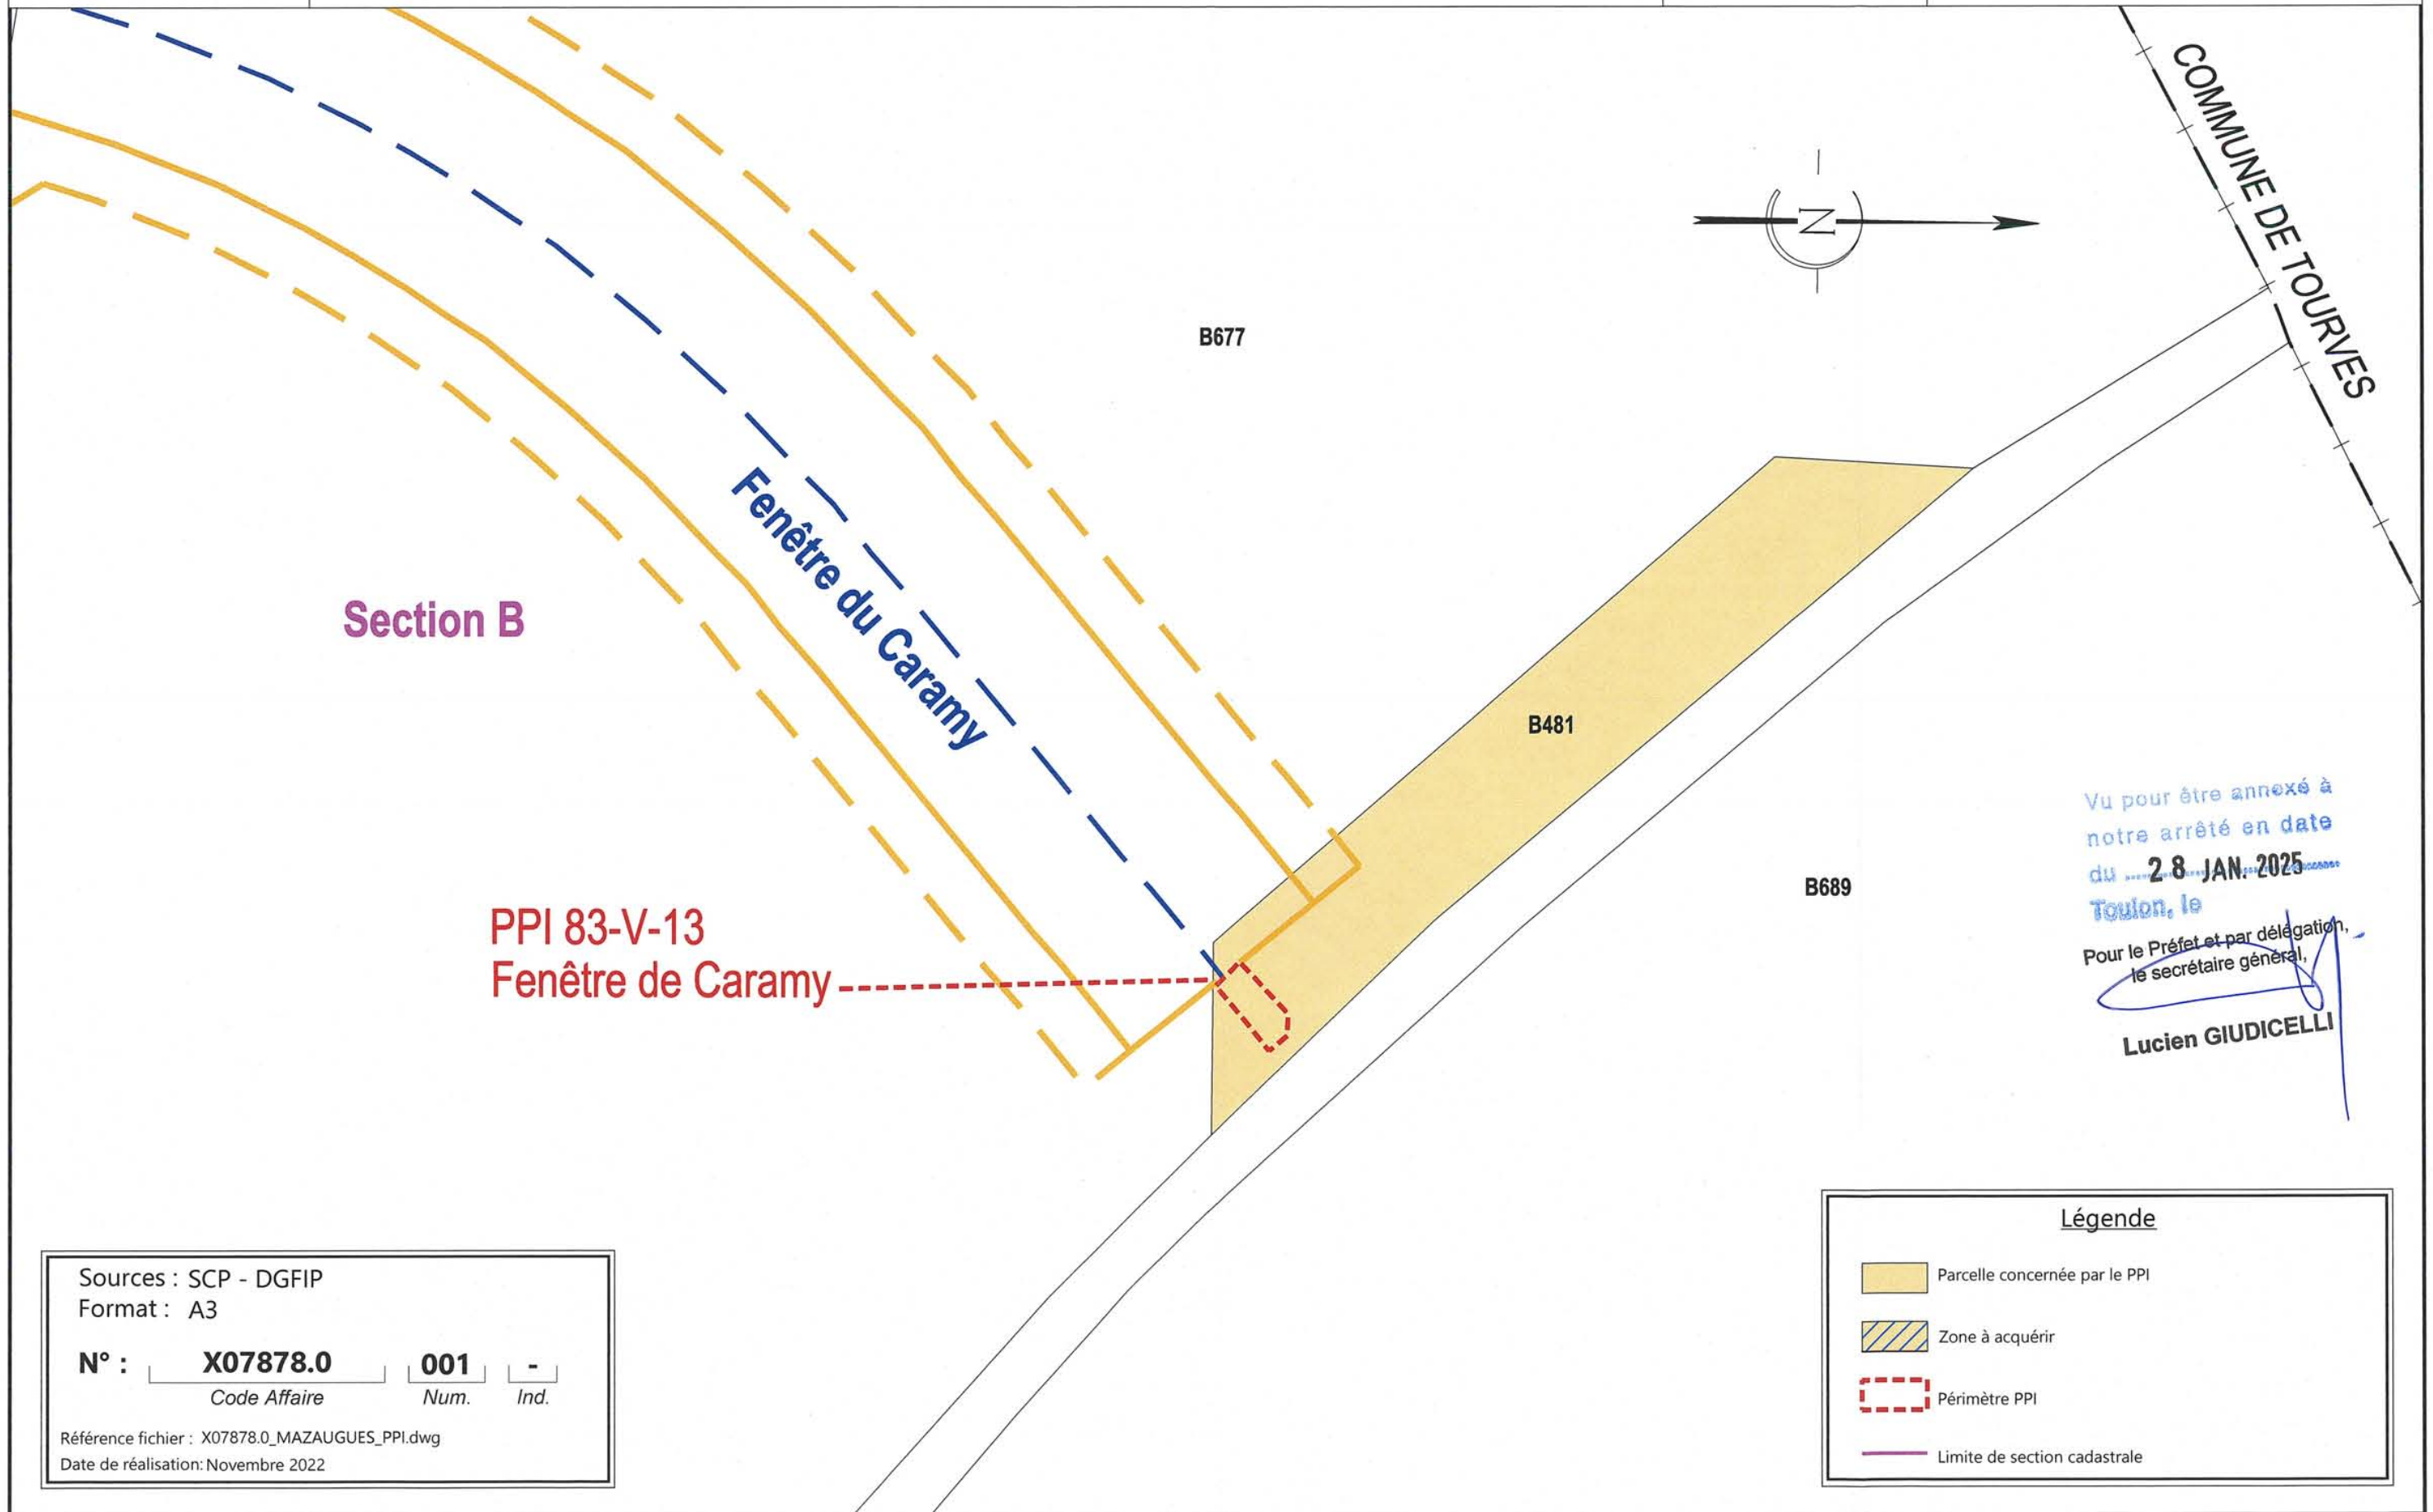 COMMUNE DE TOURVES
N
B677
Fenêtre du Caramy
Section B
B481
B689
PPI 83-V-13
Fenêtre de Caramy
Vu pour être annexé à
notre arrêté en date
du 28 JAN. 2025
Toulon, le
Pour le Préfet et par délégation,
le secrétaire général,
Lucien GIUDICELLI
Sources : SCP - DGFIP
Format : A3
N° : X07878.0 001 -
Code Affaire Num. Ind.
Référence fichier : X07878.0_MAZAUGUES_PPI.dwg
Date de réalisation: Novembre 2022
Légende
Parcelle concernée par le PPI
Zone à acquérir
Périmètre PPI
Limite de section cadastrale